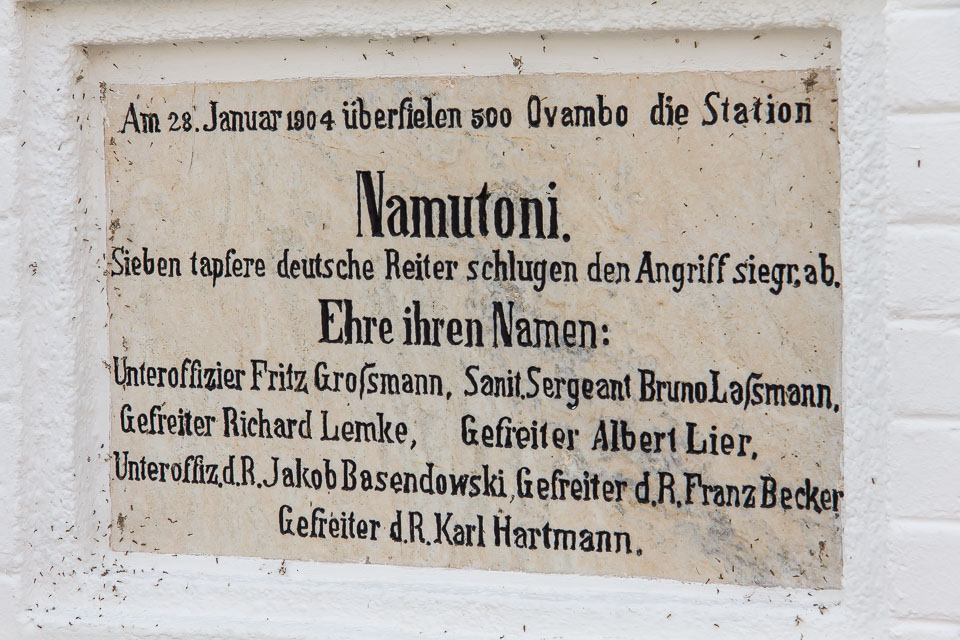 Am 28. Januar 1904 überfielen 500 Ovambo die Station
Namutoni.
Sieben tapfere deutsche Reiter schlugen den Angriff siegr. ab.
Ehre ihren Namen:
Unteroffizier Fritz Groſsmann, Sanit. Sergeant Bruno Laſsmann,
Gefreiter Richard Lemke, Gefreiter Albert Lier,
Unteroffiz. d. R. Jakob Basendowski, Gefreiter d. R. Franz Becker
Gefreiter d. R. Karl Hartmann.